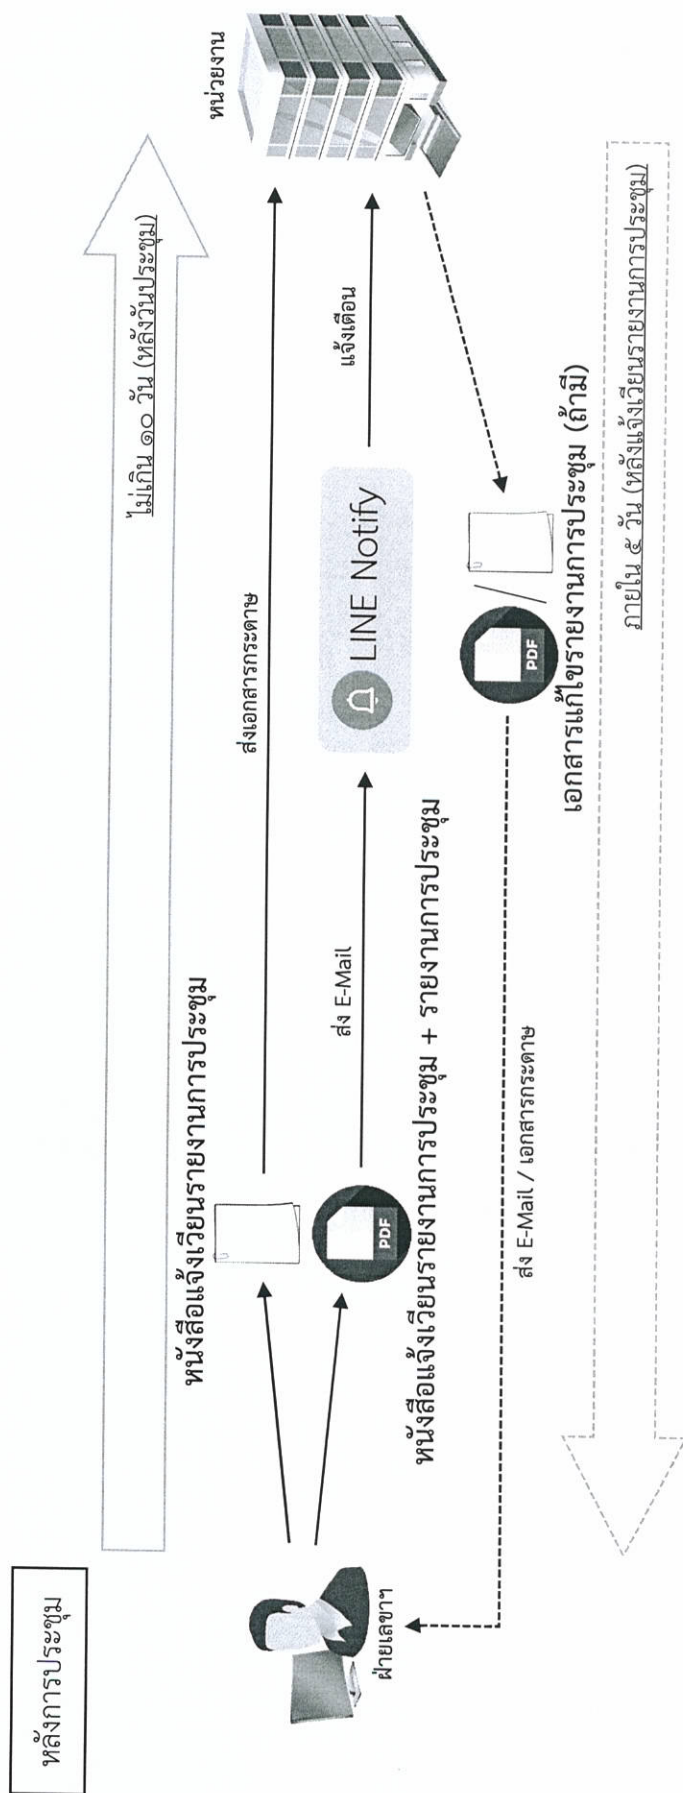 หลังการประชุม
ไม่เกิน ๑๐ วัน (หลังวันประชุม)
หน่วยงาน
หนังสือแจ้งเวียนรายงานการประชุม
ส่งเอกสารกระดาษ
ฝ่ายเลขาฯ
PDF
ส่ง E-Mail
LINE Notify
แจ้งเตือน
หนังสือแจ้งเวียนรายงานการประชุม + รายงานการประชุม
ส่ง E-Mail / เอกสารกระดาษ
PDF
/
เอกสารแก้ไขรายงานการประชุม (ถ้ามี)
ภายใน ๕ วัน (หลังแจ้งเวียนรายงานการประชุม)